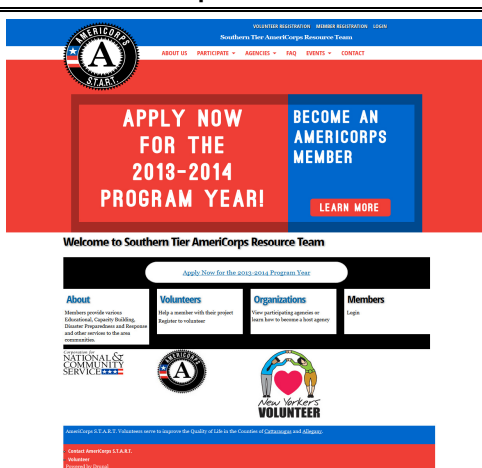 VOLUNTEER REGISTRATION MEMBER REGISTRATION LOGIN
Southern Tier AmeriCorps Resource Team
AMERICORPS
A
S.T.A.R.T.
ABOUT US PARTICIPATE AGENCIES FAQ EVENTS CONTACT
APPLY NOW
FOR THE
2013-2014
PROGRAM YEAR!
BECOME AN
AMERICORPS
MEMBER
LEARN MORE
Welcome to Southern Tier AmeriCorps Resource Team
Apply Now for the 2013-2014 Program Year
About
Members provide various
Educational, Capacity Building,
Disaster Preparedness and Response
and other services to the area
communities.
Volunteers
Help a member with their project
Register to volunteer
Organizations
View participating agencies or
learn how to become a host agency
Members
Login
Corporation for
NATIONAL &
COMMUNITY
SERVICE
AMERICORPS
A
New Yorkers
VOLUNTEER
AmeriCorps S.T.A.R.T. Volunteers serve to improve the Quality of Life in the Counties of Cattaraugus and Allegany.
Contact AmeriCorps S.T.A.R.T.
Volunteer
Powered by Drupal